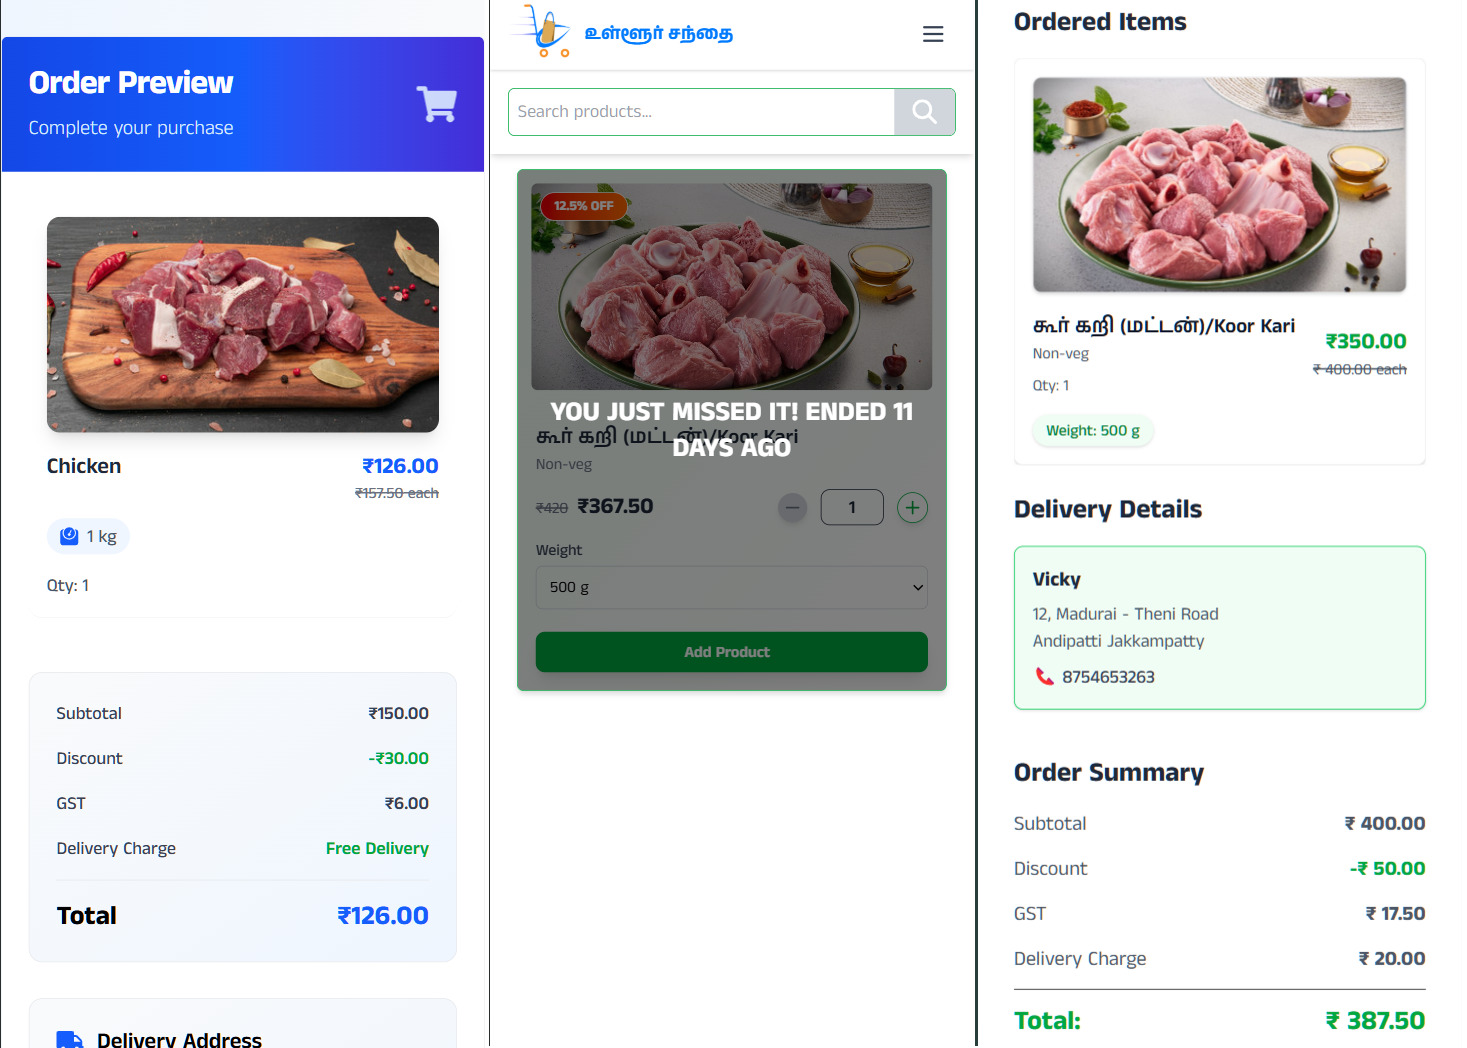 Order Preview
Complete your purchase
Chicken
₹126.00
₹157.50 each
1 kg
Qty: 1
Subtotal
₹150.00
Discount
-₹30.00
GST
₹6.00
Delivery Charge
Free Delivery
Total
₹126.00
Delivery Address
உள்ளூர் சந்தை
Search products...
12.5% OFF
YOU JUST MISSED IT! ENDED 11
DAYS AGO
கூர் கறி (மட்டன்)/Koor Kari
Non-veg
₹420 ₹367.50
1
Weight
500 g
Add Product
Ordered Items
கூர் கறி (மட்டன்)/Koor Kari
₹350.00
Non-veg
₹ 400.00 each
Qty: 1
Weight: 500 g
Delivery Details
Vicky
12, Madurai - Theni Road
Andipatti Jakkampatty
8754653263
Order Summary
Subtotal
₹ 400.00
Discount
-₹ 50.00
GST
₹ 17.50
Delivery Charge
₹ 20.00
Total:
₹ 387.50